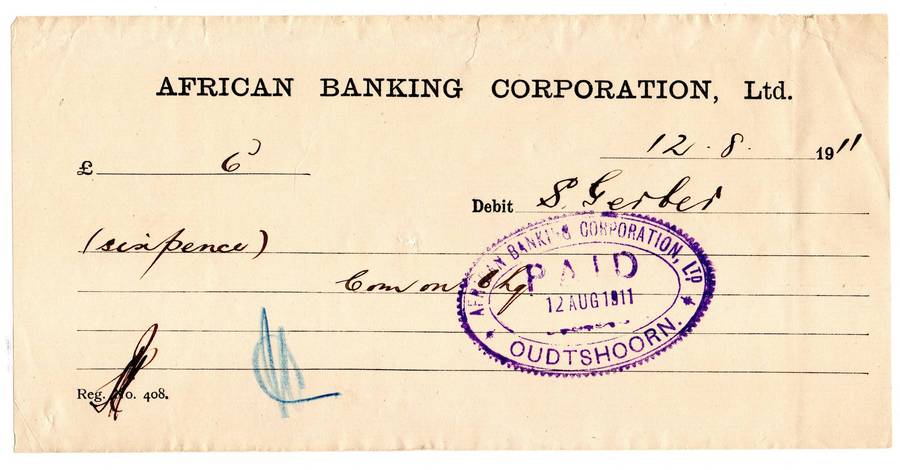 AFRICAN BANKING CORPORATION, Ltd.
12.8. 1911
£ 6ᵈ
Debit S. Gerber
(sixpence)
Com on Chq.
AFRICAN BANKING CORPORATION, LTD
PAID
12 AUG 1911
OUDTSHOORN.
Reg. No. 408.